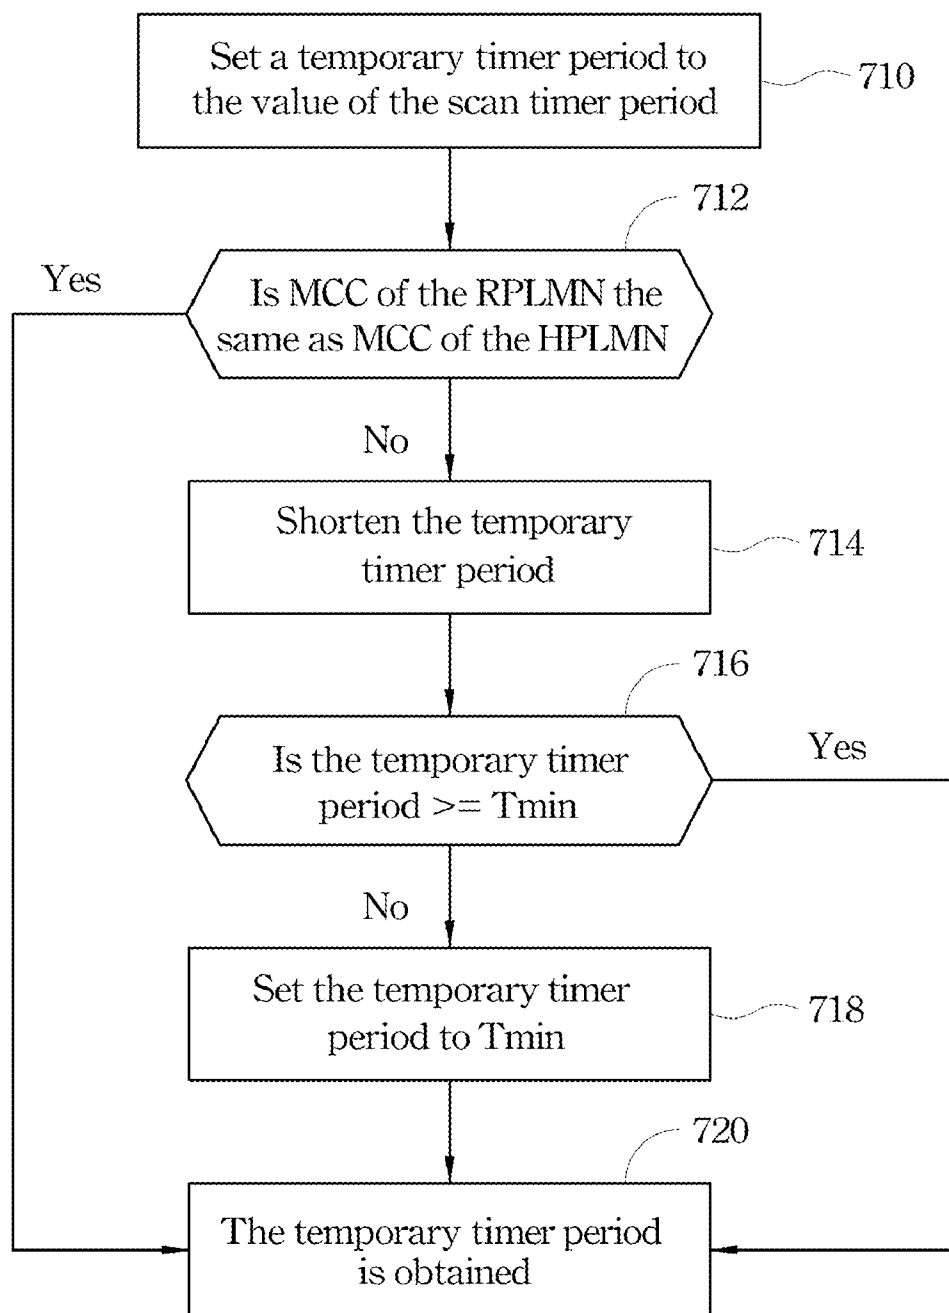 Set a temporary timer period to
the value of the scan timer period
710
712
Yes
Is MCC of the RPLMN the
same as MCC of the HPLMN
No
Shorten the temporary
timer period
714
716
Is the temporary timer
period >= Tmin
Yes
No
Set the temporary timer
period to Tmin
718
720
The temporary timer period
is obtained